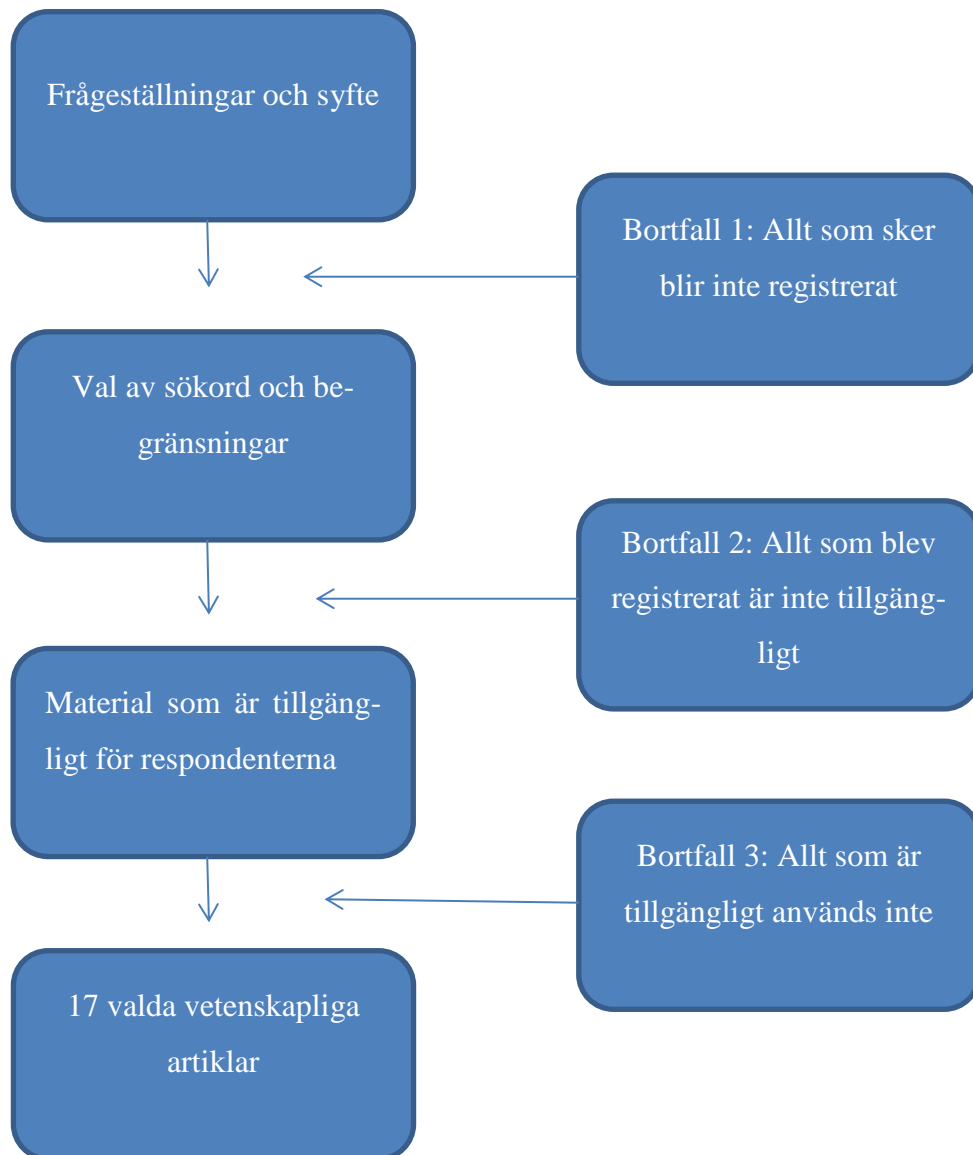 Frågeställningar och syfte
Bortfall 1: Allt som sker
blir inte registrerat
Val av sökord och be-
gränsningar
Bortfall 2: Allt som blev
registrerat är inte tillgäng-
ligt
Material som är tillgäng-
ligt för respondenterna
Bortfall 3: Allt som är
tillgängligt används inte
17 valda vetenskapliga
artiklar